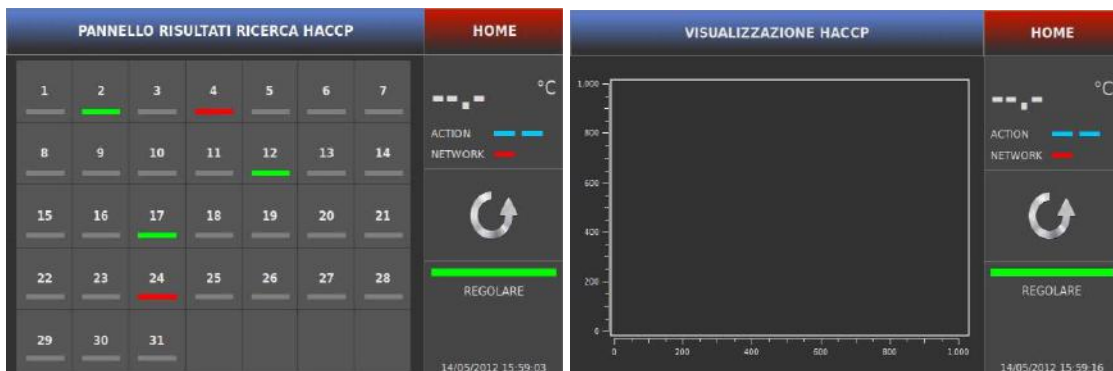 PANNELLO RISULTATI RICERCA HACCP
HOME
1 2 3 4 5 6 7
8 9 10 11 12 13 14
15 16 17 18 19 20 21
22 23 24 25 26 27 28
29 30 31
--.- °C
ACTION
NETWORK
REGOLARE
14/05/2012 15:59:03
VISUALIZZAZIONE HACCP
HOME
1.000
800
600
400
200
0
0 200 400 600 800 1.000
--.- °C
ACTION
NETWORK
REGOLARE
14/05/2012 15:59:16